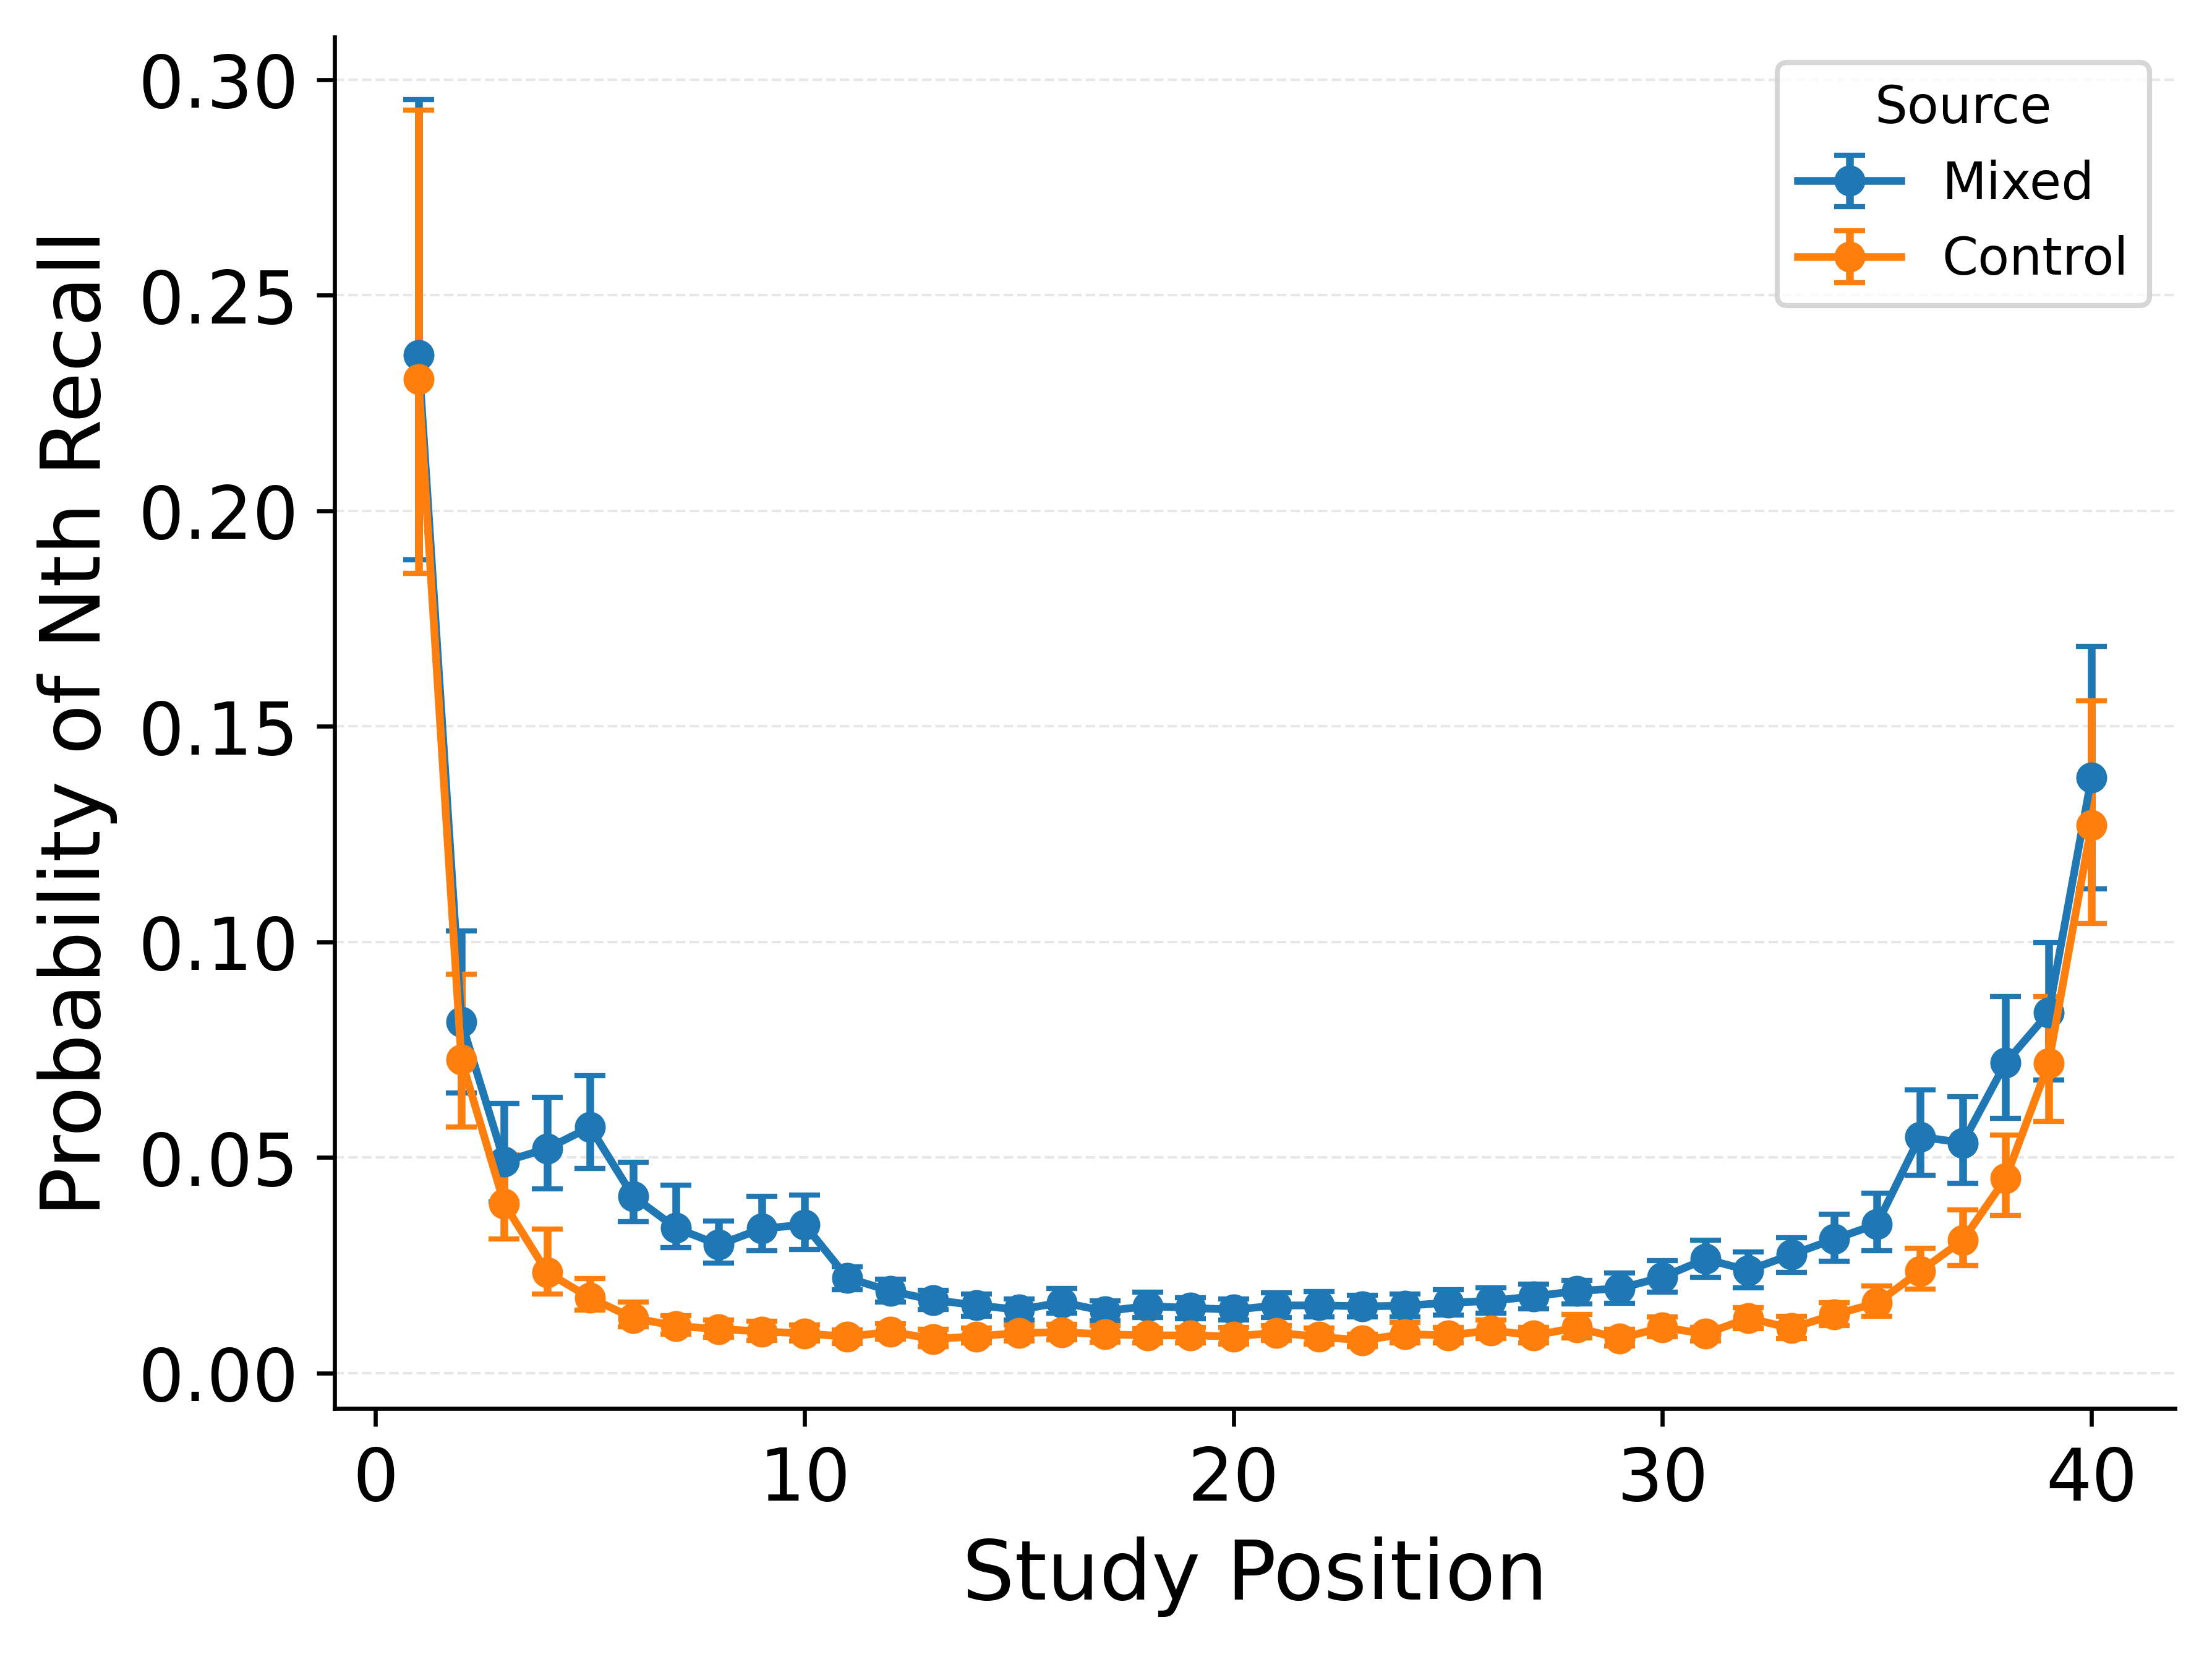 Probability of Nth Recall
0.30
0.25
0.20
0.15
0.10
0.05
0.00
Source
Mixed
Control
0 10 20 30 40
Study Position